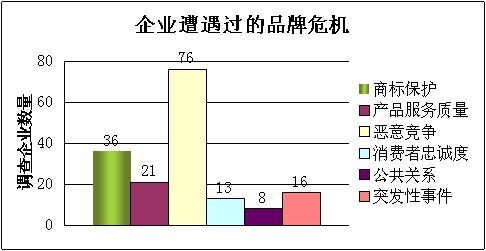 企业遭遇过的品牌危机
调查企业数量
80
60
40
20
0
36
21
76
13
8
16
商标保护
产品服务质量
恶意竞争
消费者忠诚度
公共关系
突发性事件